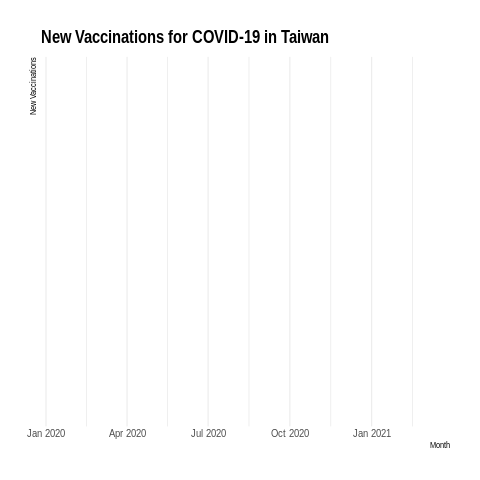 New Vaccinations for COVID-19 in Taiwan
New Vaccinations
Jan 2020 Apr 2020 Jul 2020 Oct 2020 Jan 2021
Month